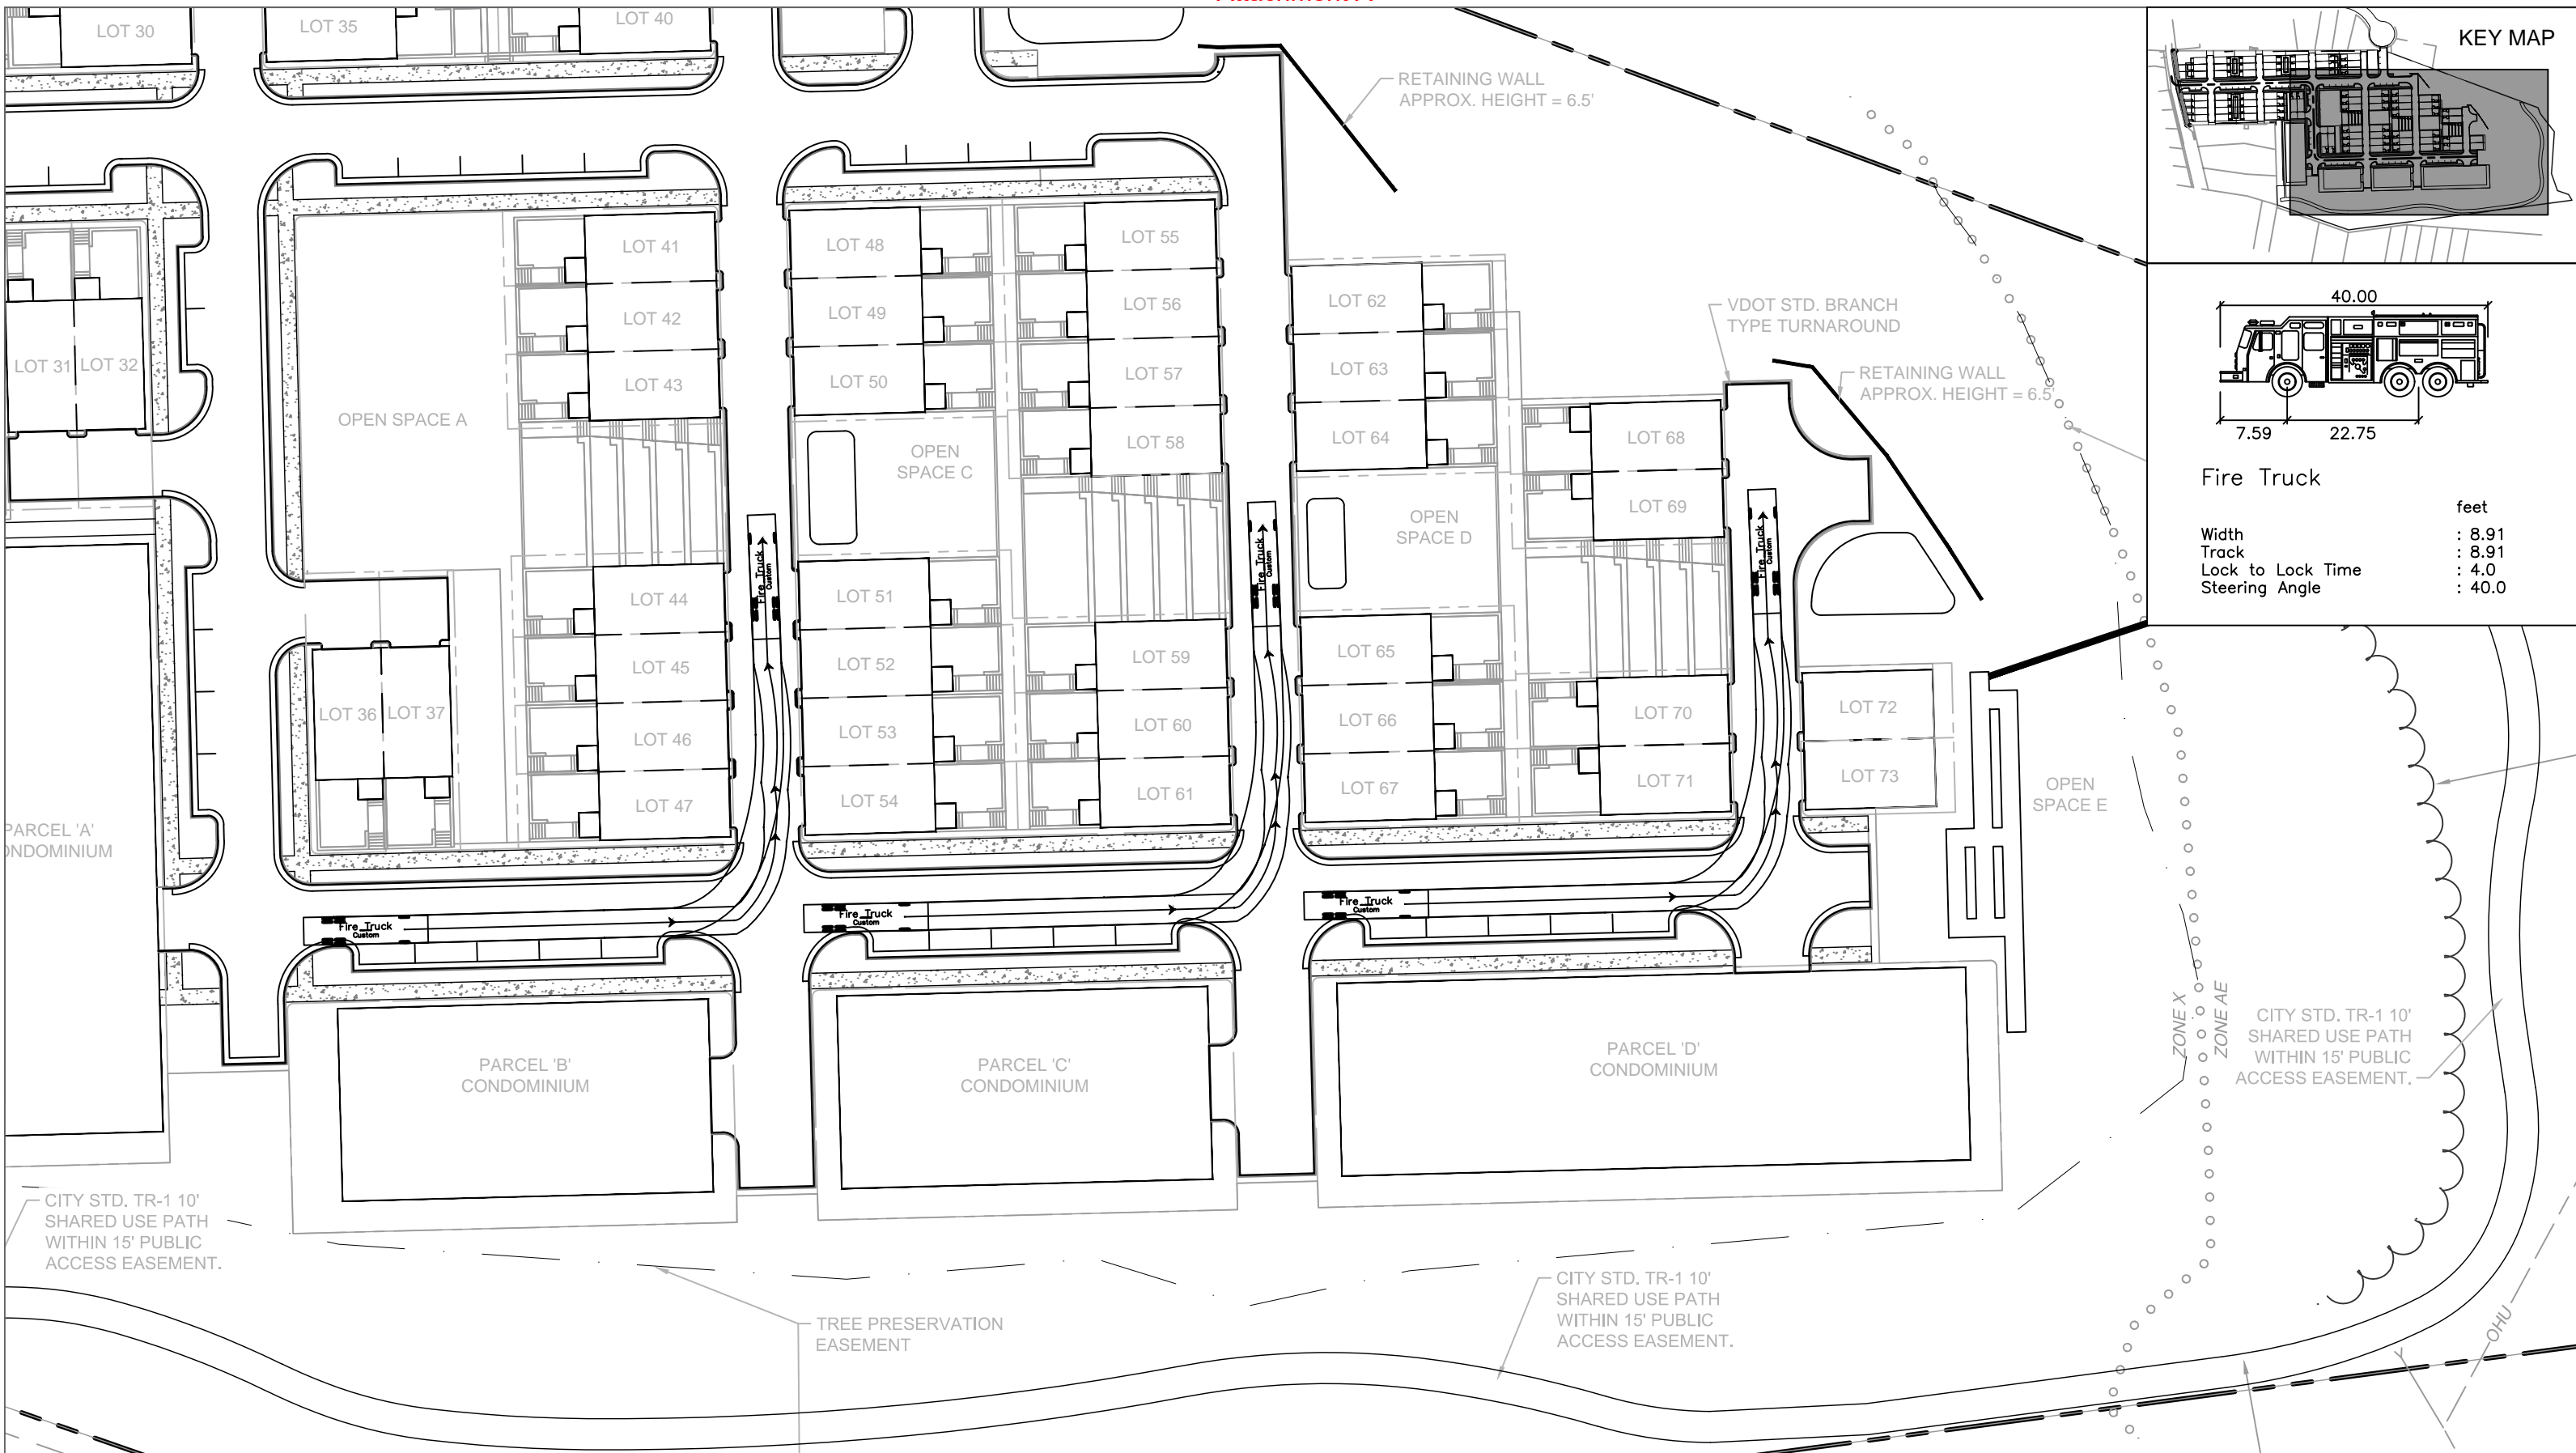 LOT 30
LOT 35
LOT 40
KEY MAP
RETAINING WALL
APPROX. HEIGHT = 6.5'
LOT 41
LOT 42
LOT 43
LOT 48
LOT 49
LOT 50
LOT 55
LOT 56
LOT 57
LOT 58
LOT 62
LOT 63
LOT 64
VDOT STD. BRANCH
TYPE TURNAROUND
RETAINING WALL
APPROX. HEIGHT = 6.5'
40.00
7.59
22.75
Fire Truck
feet
Width : 8.91
Track : 8.91
Lock to Lock Time : 4.0
Steering Angle : 40.0
LOT 31
LOT 32
OPEN SPACE A
OPEN
SPACE C
OPEN
SPACE D
LOT 68
LOT 69
Fire Truck
Custom
Fire Truck
Custom
Fire Truck
Custom
LOT 44
LOT 45
LOT 46
LOT 47
LOT 51
LOT 52
LOT 53
LOT 54
LOT 59
LOT 60
LOT 61
LOT 65
LOT 66
LOT 67
LOT 70
LOT 71
LOT 72
LOT 73
LOT 36
LOT 37
OPEN
SPACE E
PARCEL 'A'
Fire Truck
Custom
Fire Truck
Custom
Fire Truck
Custom
PARCEL 'B'
CONDOMINIUM
PARCEL 'C'
CONDOMINIUM
PARCEL 'D'
CONDOMINIUM
ZONE X
ZONE AE
CITY STD. TR-1 10'
SHARED USE PATH
WITHIN 15' PUBLIC
ACCESS EASEMENT.
CITY STD. TR-1 10'
SHARED USE PATH
WITHIN 15' PUBLIC
ACCESS EASEMENT.
TREE PRESERVATION
EASEMENT
CITY STD. TR-1 10'
SHARED USE PATH
WITHIN 15' PUBLIC
ACCESS EASEMENT.
OHU